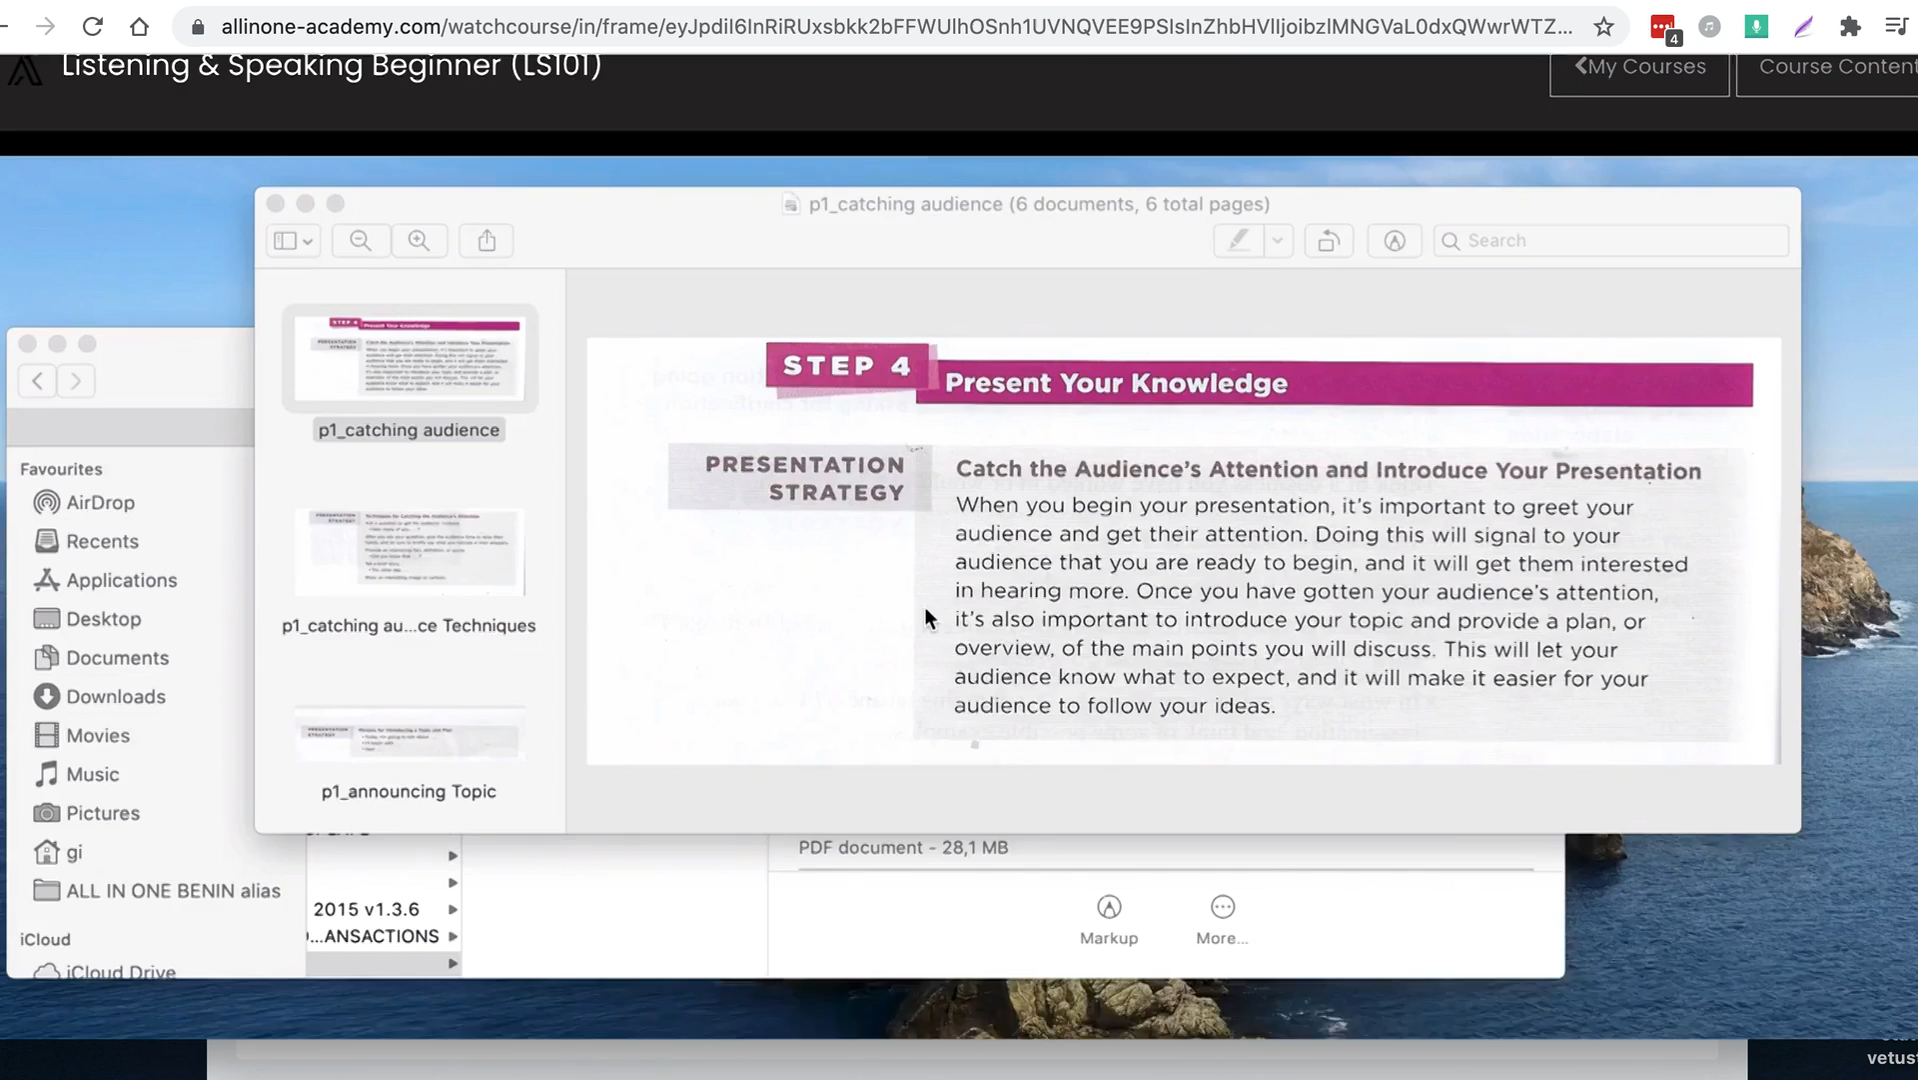 allinone-academy.com/watchcourse/in/frame/eyJpdiI6InRiRUxsbkk2bFFWUlhOSnh1UVNQVEE9PSIsInZhbHVlIjoibzlMNGVaL0dxQWwrWTZ...
4
Listening & Speaking Beginner (LS101)
My Courses
Course Content
p1_catching audience (6 documents, 6 total pages)
Search
STEP 4
Present Your Knowledge
PRESENTATION
STRATEGY
Catch the Audience's Attention and Introduce Your Presentation
When you begin your presentation, it's important to greet your
audience and get their attention. Doing this will signal to your
audience that you are ready to begin, and it will get them interested
in hearing more. Once you have gotten your audience's attention,
it's also important to introduce your topic and provide a plan, or
overview, of the main points you will discuss. This will let your
audience know what to expect, and it will make it easier for your
audience to follow your ideas.
p1_catching audience
p1_catching au...ce Techniques
p1_announcing Topic
Favourites
AirDrop
Recents
Applications
Desktop
Documents
Downloads
Movies
Music
Pictures
gi
ALL IN ONE BENIN alias
iCloud
iCloud Drive
2015 v1.3.6
...ANSACTIONS
PDF document - 28,1 MB
Markup
More...
vetus